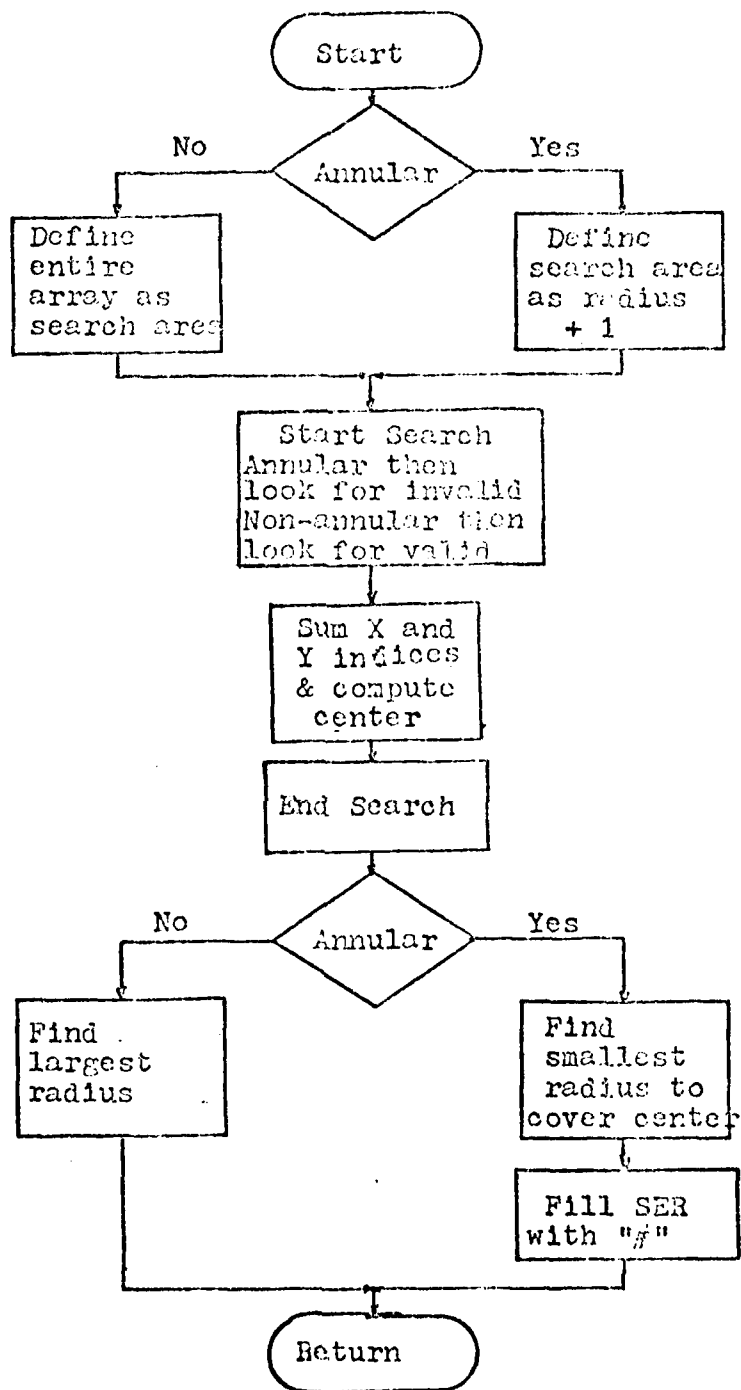 Start
No
Annular
Yes
Define
entire
array as
search area
Define
search area
as radius
+ 1
Start Search
Annular then
look for invalid
Non-annular then
look for valid
Sum X and
Y indices
& compute
center
End Search
No
Annular
Yes
Find
largest
radius
Find
smallest
radius to
cover center
Fill SER
with "#"
Return